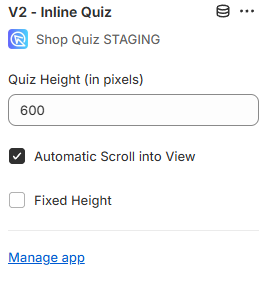 V2 - Inline Quiz
Shop Quiz STAGING
Quiz Height (in pixels)
600
Automatic Scroll into View
Fixed Height
Manage app